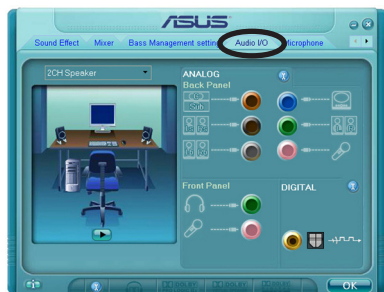 ASUS
Sound Effect Mixer Bass Management setting Audio I/O Microphone
2CH Speaker
ANALOG
Back Panel
Front Panel
DIGITAL
OK